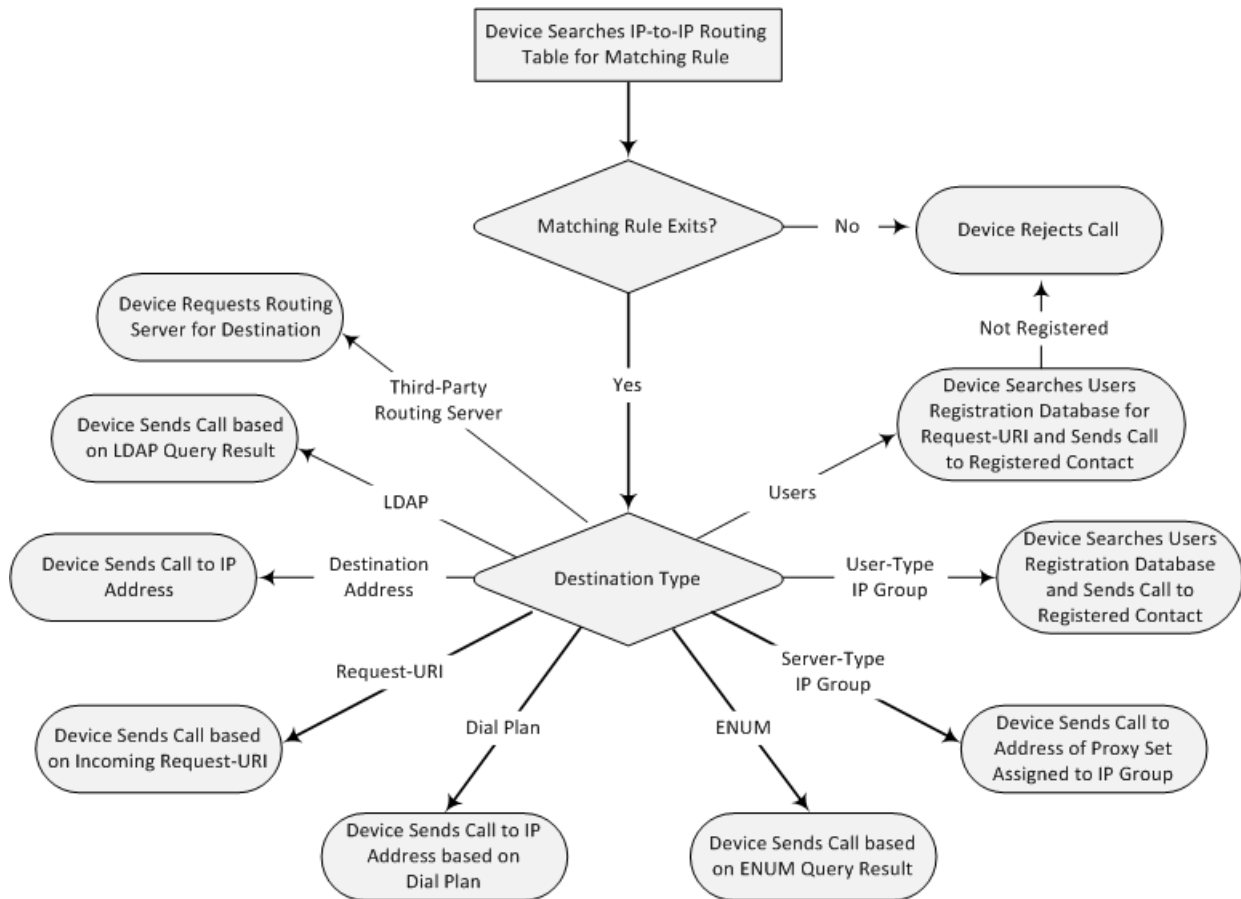 Device Searches IP-to-IP Routing
Table for Matching Rule
Matching Rule Exits?
No
Device Rejects Call
Device Requests Routing
Server for Destination
Not Registered
Third-Party
Routing Server
Yes
Device Searches Users
Registration Database for
Request-URI and Sends Call
to Registered Contact
Device Sends Call based
on LDAP Query Result
LDAP
Users
Device Sends Call to IP
Address
Destination
Address
Destination Type
User-Type
IP Group
Device Searches Users
Registration Database
and Sends Call to
Registered Contact
Request-URI
Server-Type
IP Group
Device Sends Call based
on Incoming Request-URI
Dial Plan
ENUM
Device Sends Call to
Address of Proxy Set
Assigned to IP Group
Device Sends Call to IP
Address based on
Dial Plan
Device Sends Call based
on ENUM Query Result